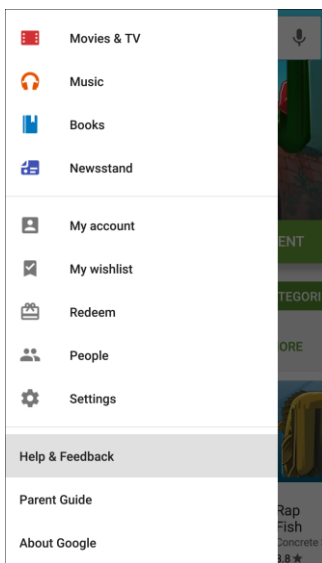 Movies & TV
Music
Books
Newsstand
ENT
My account
My wishlist
TEGORI
Redeem
ORE
People
Settings
Help & Feedback
Parent Guide
Rap
Fish
About Google
Concrete
3.8★